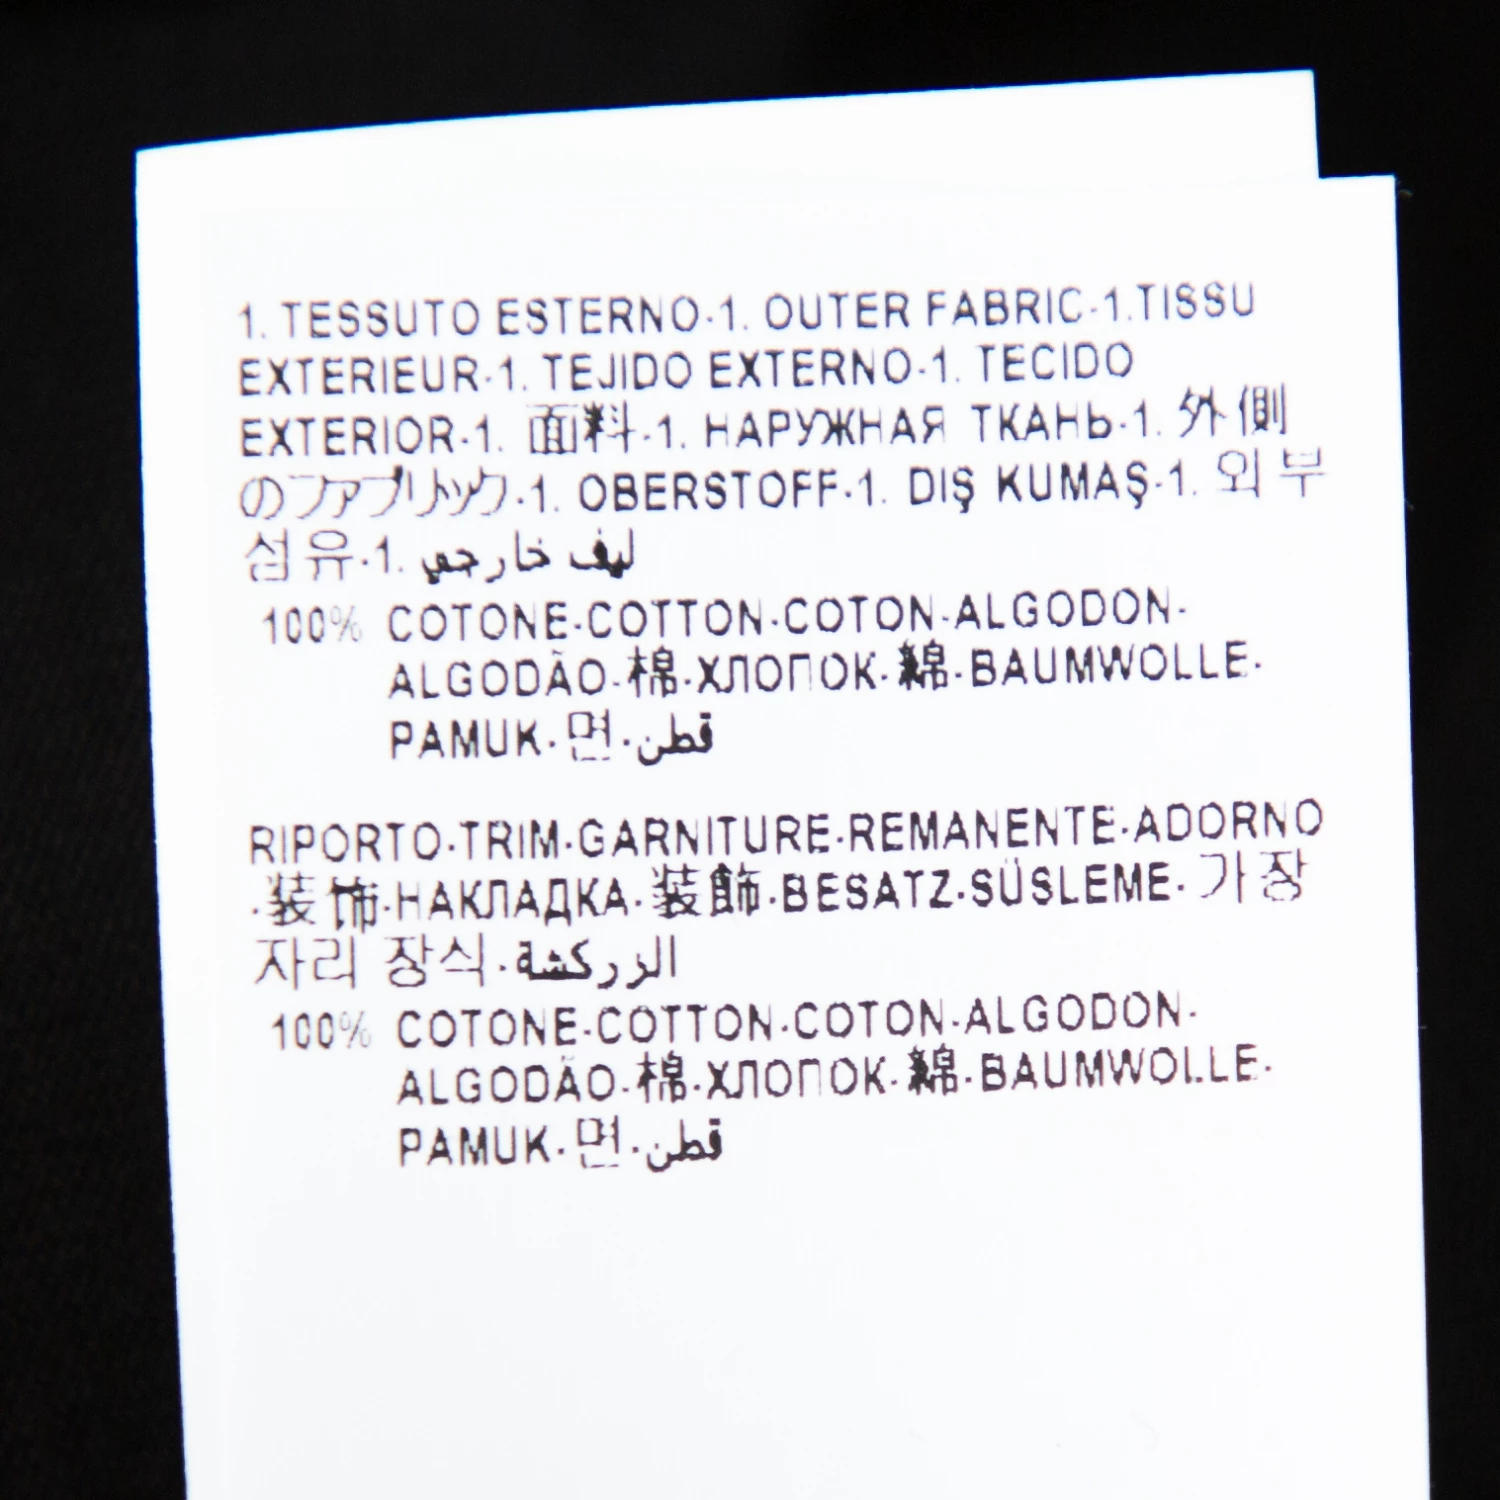 1. TESSUTO ESTERNO·1. OUTER FABRIC·1.TISSU
EXTERIEUR·1. TEJIDO EXTERNO·1. TECIDO
EXTERIOR·1. 面料·1. НАРУЖНАЯ ТКАНЬ·1. 外側
のファブリック·1. OBERSTOFF·1. DIŞ KUMAŞ·1. 외부
섬유·1. ليف خارجي
100% COTONE·COTTON·COTON·ALGODON·
ALGODÃO·棉·ХЛОПОК·綿·BAUMWOLLE·
PAMUK·면·قطن
RIPORTO·TRIM·GARNITURE·REMANENTE·ADORNO
·装饰·НАКЛАДКА·装飾·BESATZ·SÜSLEME·가장
자리 장식·الزركشة
100% COTONE·COTTON·COTON·ALGODON·
ALGODÃO·棉·ХЛОПОК·綿·BAUMWOLLE·
PAMUK·면·قطن